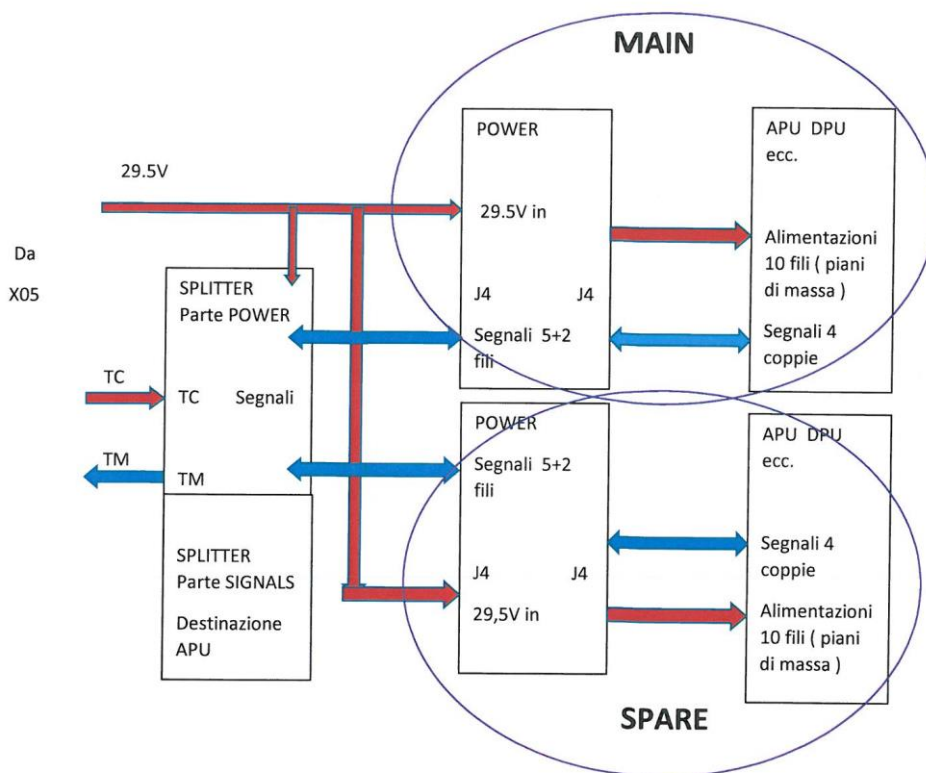 MAIN
POWER
APU DPU
ecc.
29.5V
29.5V in
Alimentazioni
10 fili ( piani
di massa )
Da
X05
SPLITTER
Parte POWER
J4 J4
Segnali 5+2
fili
Segnali 4
coppie
TC
TC Segnali
TM
TM
POWER
Segnali 5+2
fili
APU DPU
ecc.
SPLITTER
Parte SIGNALS
Destinazione
APU
J4 J4
29,5V in
Segnali 4
coppie
Alimentazioni
10 fili ( piani
di massa )
SPARE